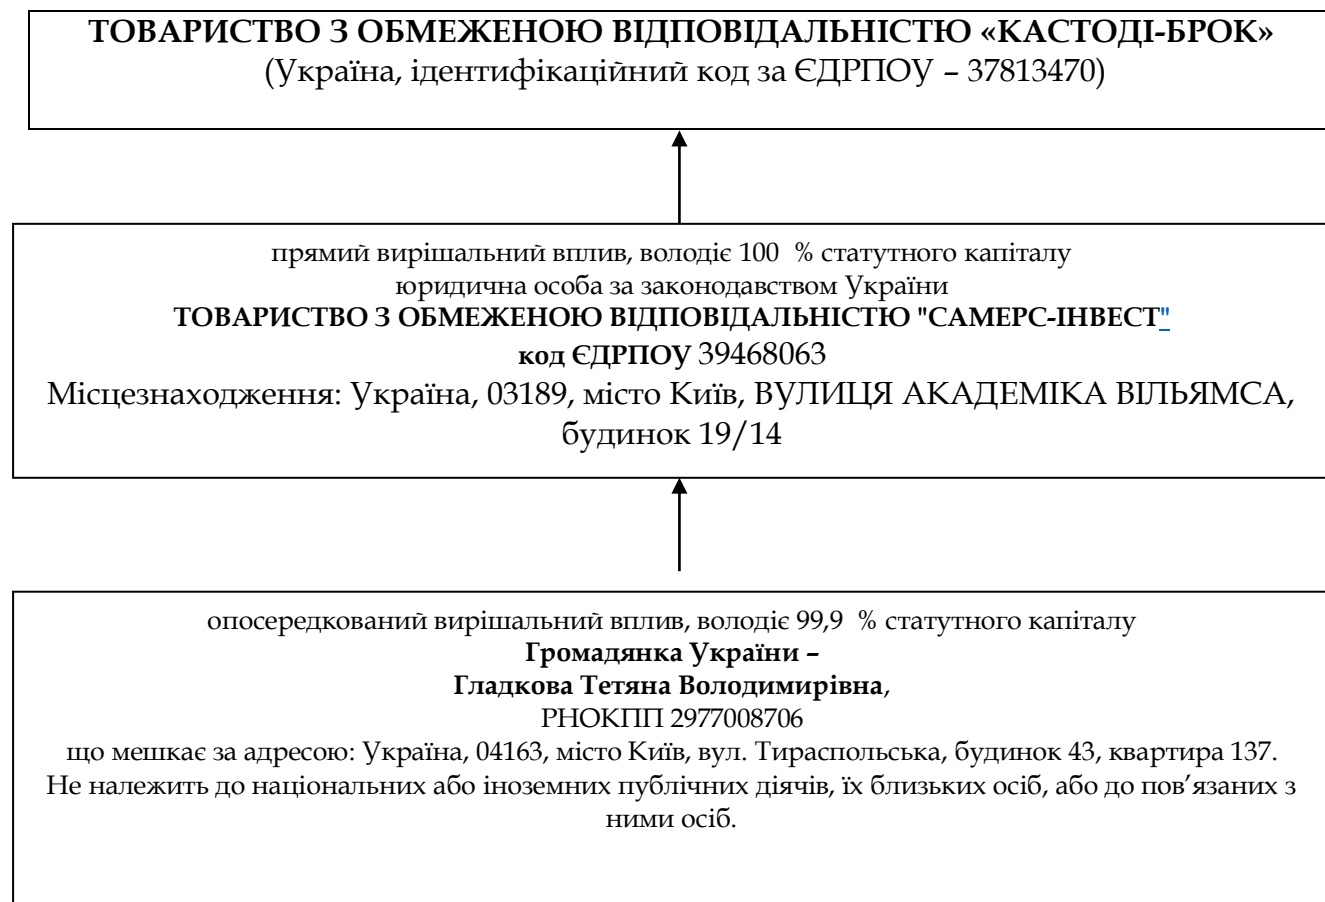 ТОВАРИСТВО З ОБМЕЖЕНОЮ ВІДПОВІДАЛЬНІСТЮ «КАСТОДІ-БРОК»
(Україна, ідентифікаційний код за ЄДРПОУ – 37813470)
прямий вирішальний вплив, володіє 100 % статутного капіталу
юридична особа за законодавством України
ТОВАРИСТВО З ОБМЕЖЕНОЮ ВІДПОВІДАЛЬНІСТЮ "САМЕРС-ІНВЕСТ"
код ЄДРПОУ 39468063
Місцезнаходження: Україна, 03189, місто Київ, ВУЛИЦЯ АКАДЕМІКА ВІЛЬЯМСА,
будинок 19/14
опосередкований вирішальний вплив, володіє 99,9 % статутного капіталу
Громадянка України –
Гладкова Тетяна Володимирівна,
РНОКПП 2977008706
що мешкає за адресою: Україна, 04163, місто Київ, вул. Тираспольська, будинок 43, квартира 137.
Не належить до національних або іноземних публічних діячів, їх близьких осіб, або до пов’язаних з
ними осіб.